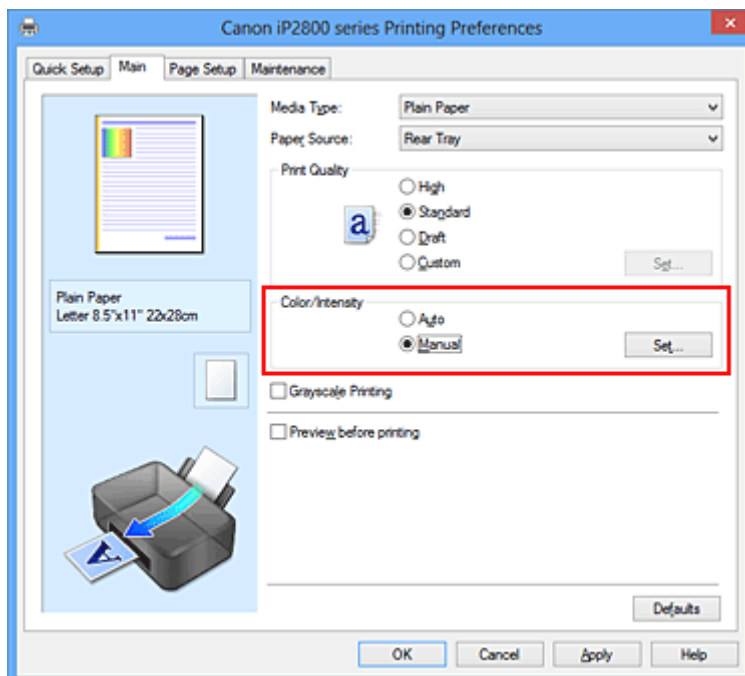 Canon iP2800 series Printing Preferences
Quick Setup Main Page Setup Maintenance
Media Type: Plain Paper
Paper Source: Rear Tray
Print Quality
High
a Standard
Draft
Custom Set...
Plain Paper
Letter 8.5"x11" 22x28cm
Color/Intensity
Auto
Manual Set...
Grayscale Printing
Preview before printing
A
Defaults
OK Cancel Apply Help